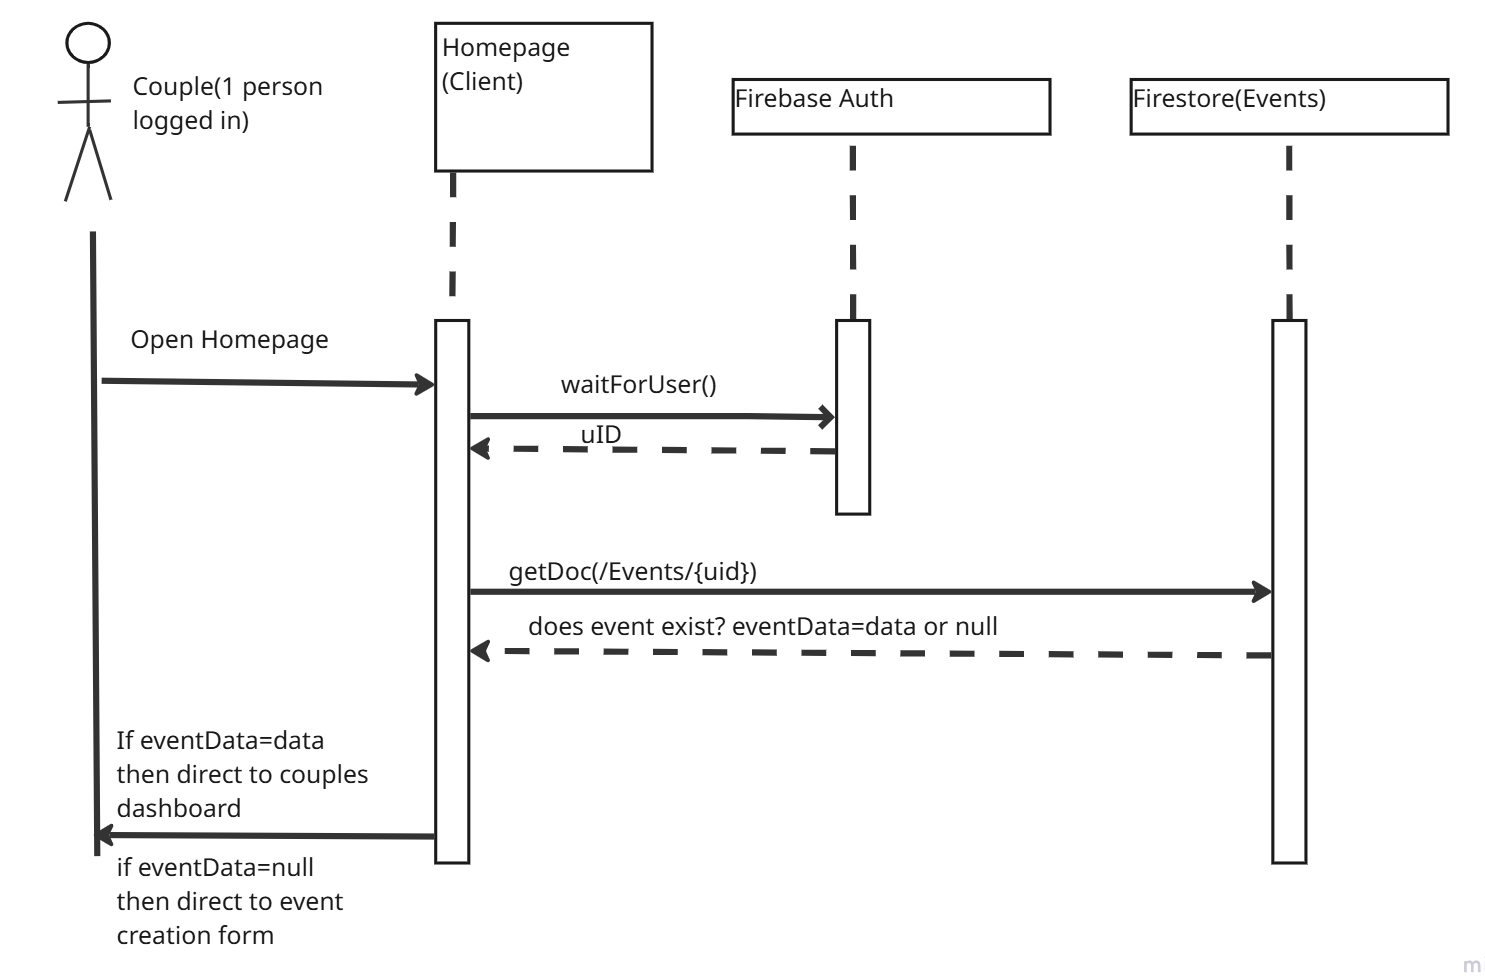 Couple(1 person
logged in)
Homepage
(Client)
Firebase Auth
Firestore(Events)
Open Homepage
waitForUser()
uID
getDoc(/Events/{uid})
does event exist? eventData=data or null
If eventData=data
then direct to couples
dashboard
if eventData=null
then direct to event
creation form
m